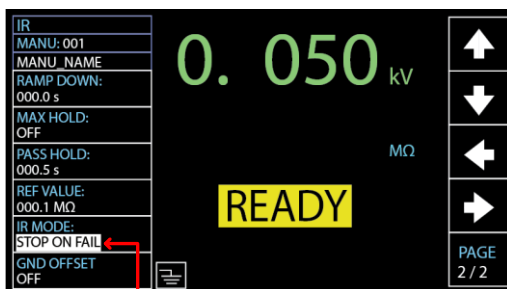 IR
MANU: 001
MANU_NAME
RAMP DOWN:
000.0 s
MAX HOLD:
OFF
PASS HOLD:
000.5 s
REF VALUE:
000.1 MΩ
IR MODE:
STOP ON FAIL
GND OFFSET
OFF
0. 050 kV
MΩ
READY
PAGE
2 / 2